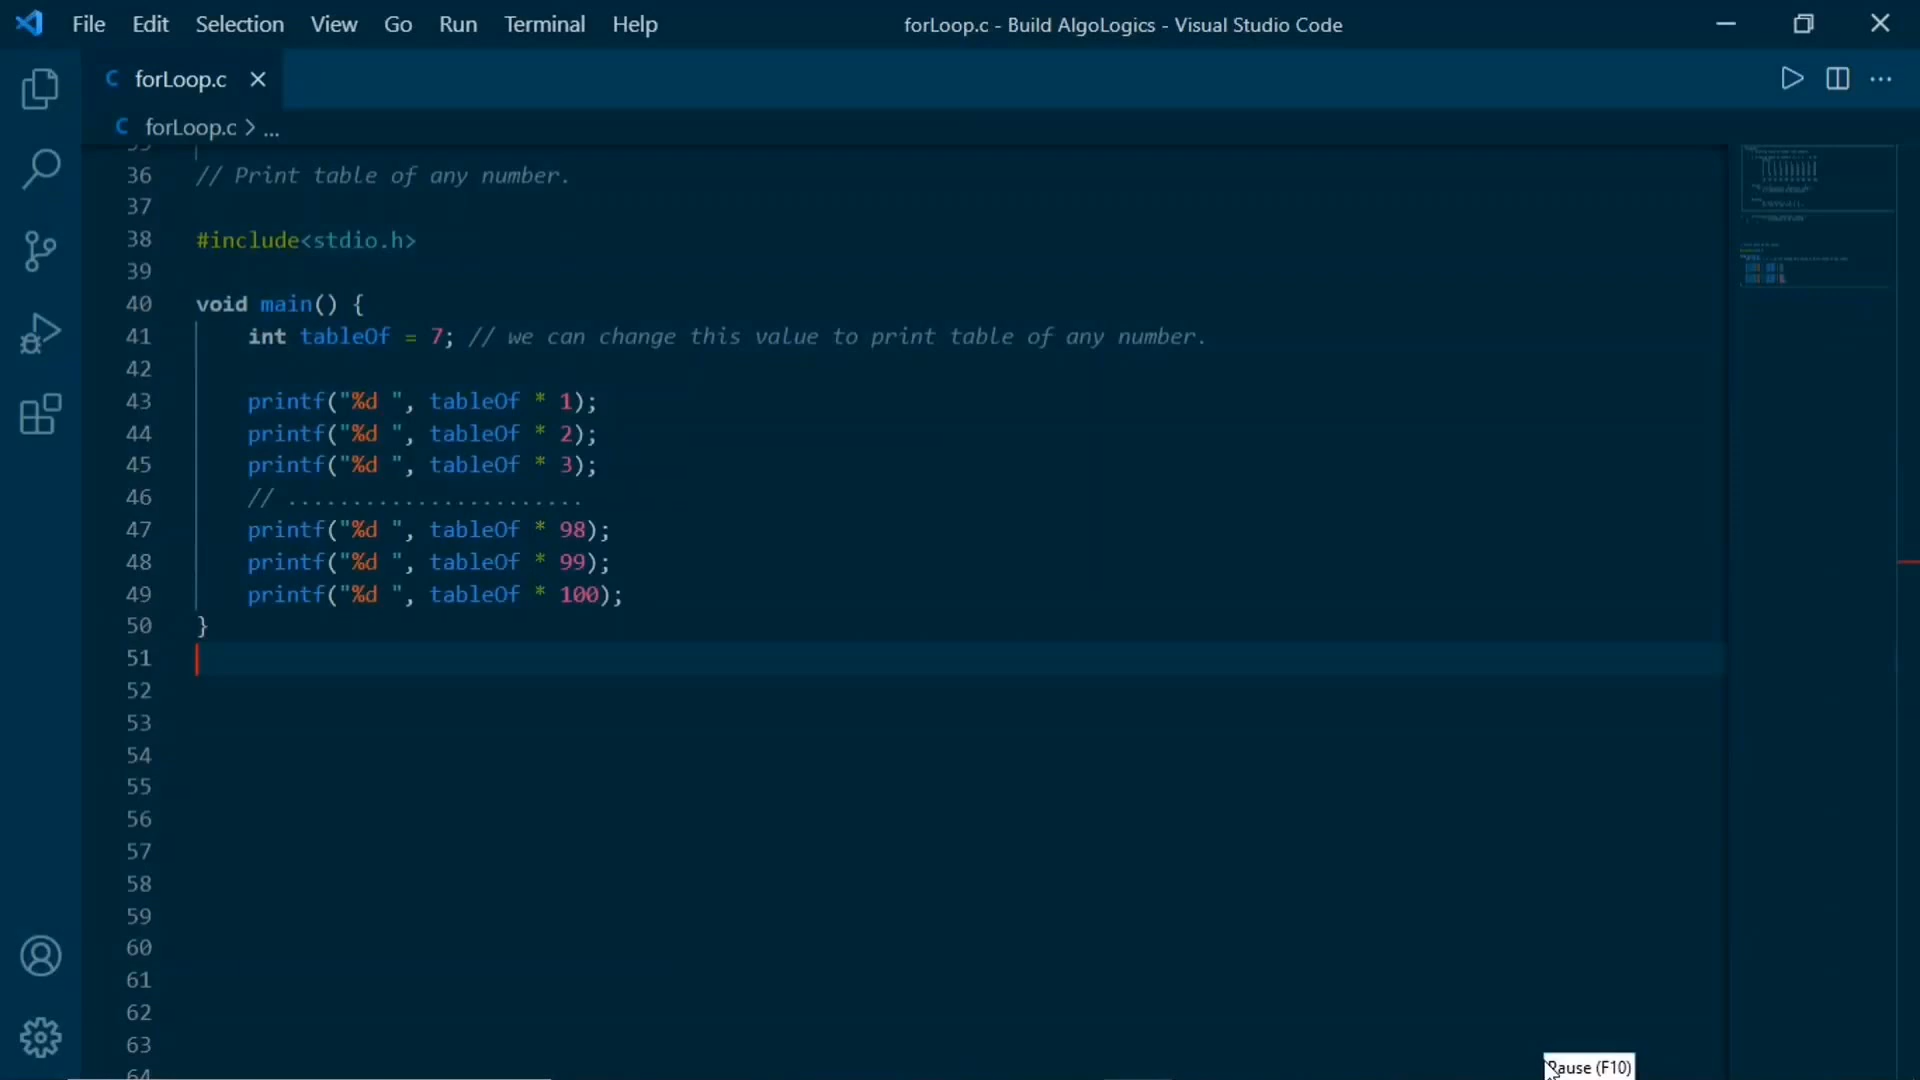 File Edit Selection View Go Run Terminal Help forLoop.c - Build AlgoLogics - Visual Studio Code
C forLoop.c
C forLoop.c > ...
35
36 // Print table of any number.
37
38 #include<stdio.h>
39
40 void main() {
41 int tableOf = 7; // we can change this value to print table of any number.
42
43 printf("%d ", tableOf * 1);
44 printf("%d ", tableOf * 2);
45 printf("%d ", tableOf * 3);
46 // .......................
47 printf("%d ", tableOf * 98);
48 printf("%d ", tableOf * 99);
49 printf("%d ", tableOf * 100);
50 }
51
52
53
54
55
56
57
58
59
60
61
62
63
64
Pause (F10)